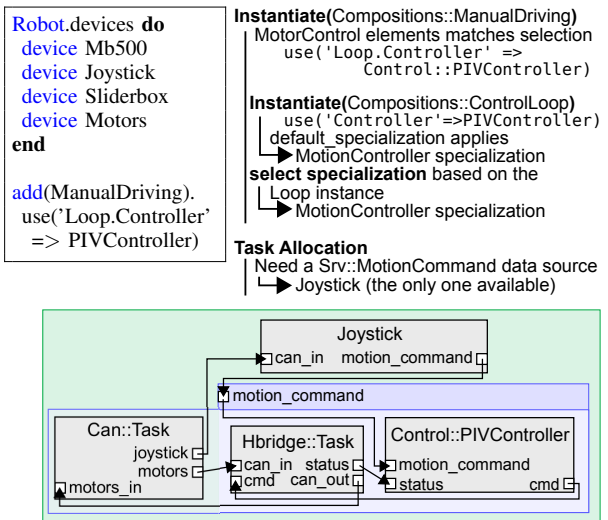 Robot.devices do
device Mb500
device Joystick
device Sliderbox
device Motors
end
add(ManualDriving).
use('Loop.Controller'
=> PIVController)
Instantiate(Compositions::ManualDriving)
MotorControl elements matches selection
use('Loop.Controller' =>
Control::PIVController)
Instantiate(Compositions::ControlLoop)
use('Controller'=>PIVController)
default_specialization applies
MotionController specialization
select specialization based on the
Loop instance
MotionController specialization
Task Allocation
Need a Srv::MotionCommand data source
Joystick (the only one available)
Joystick
can_in motion_command
motion_command
Can::Task
joystick
motors
motors_in
Hbridge::Task
can_in status
cmd can_out
Control::PIVController
motion_command
status cmd